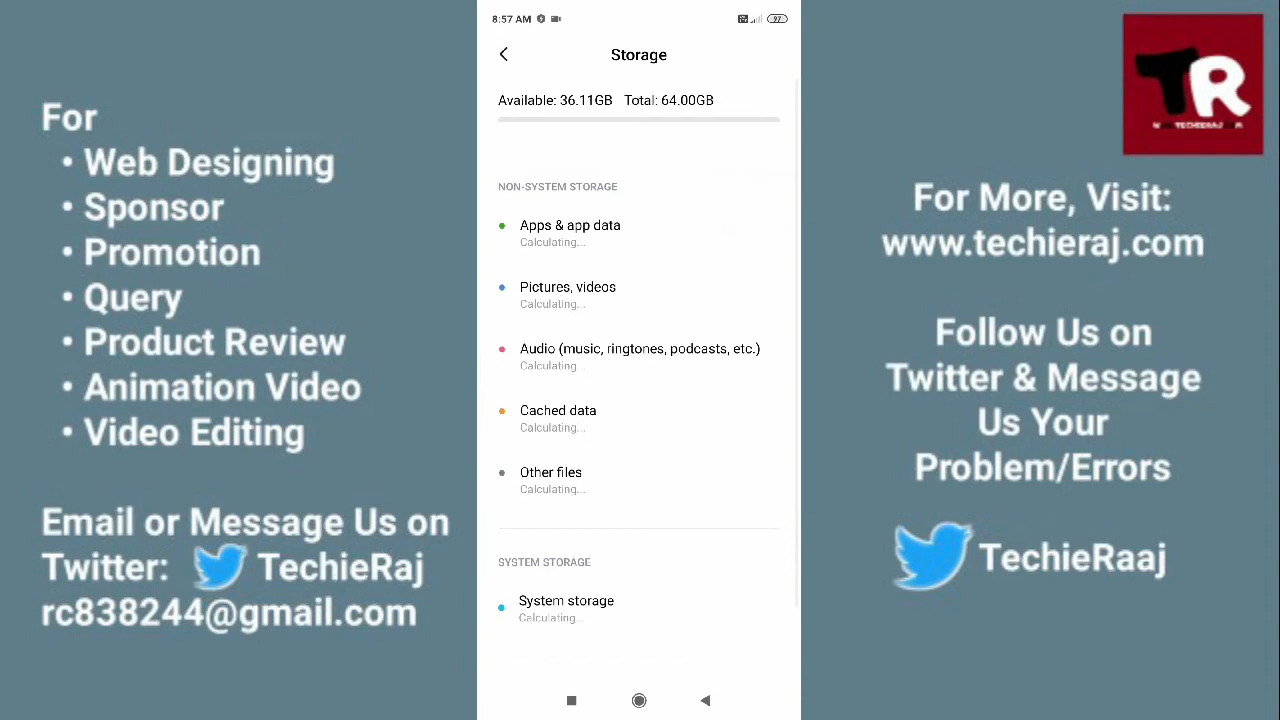 For
• Web Designing
• Sponsor
• Promotion
• Query
• Product Review
• Animation Video
• Video Editing
Email or Message Us on
Twitter: TechieRaj
rc838244@gmail.com
8:57 AM
97
Storage
Available: 36.11GB Total: 64.00GB
NON-SYSTEM STORAGE
Apps & app data
Calculating...
Pictures, videos
Calculating...
Audio (music, ringtones, podcasts, etc.)
Calculating...
Cached data
Calculating...
Other files
Calculating...
SYSTEM STORAGE
System storage
Calculating...
TR
For More, Visit:
www.techieraj.com
Follow Us on
Twitter & Message
Us Your
Problem/Errors
TechieRaaj